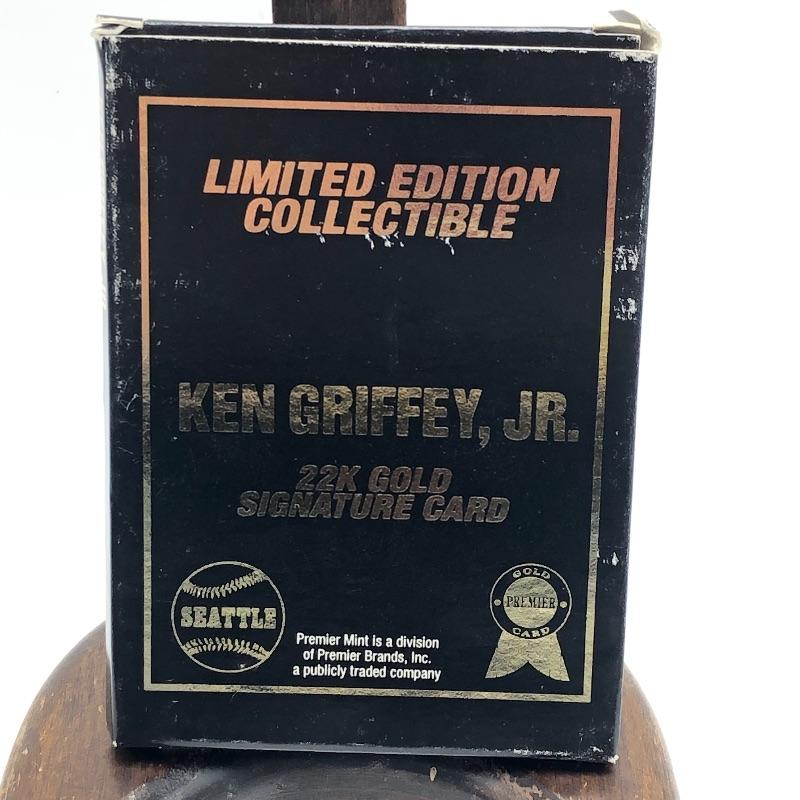 LIMITED EDITION
COLLECTIBLE
KEN GRIFFEY, JR.
22K GOLD
SIGNATURE CARD
SEATTLE
Premier Mint is a division
of Premier Brands, Inc.
a publicly traded company
GOLD
PREMIER
CARD